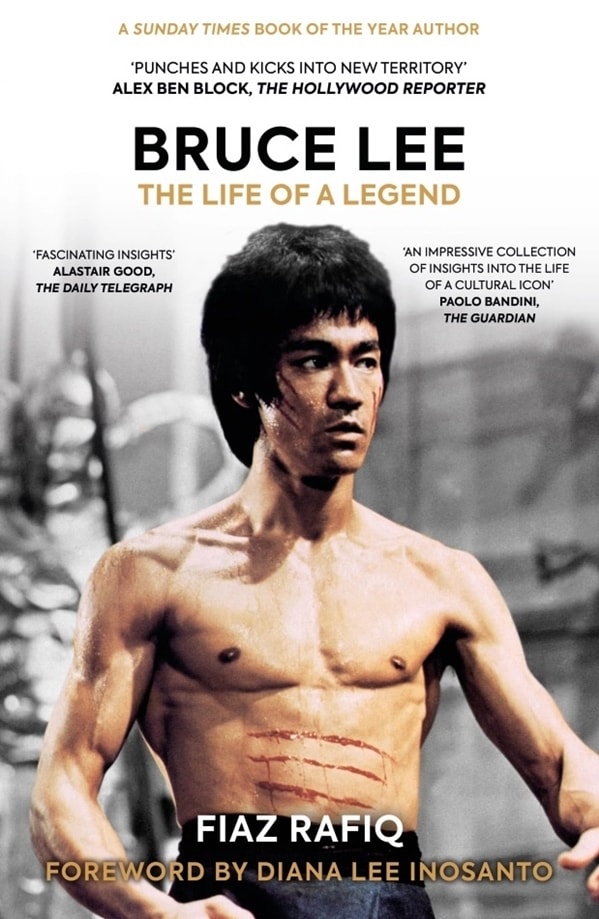 A SUNDAY TIMES BOOK OF THE YEAR AUTHOR
‘PUNCHES AND KICKS INTO NEW TERRITORY’
ALEX BEN BLOCK, THE HOLLYWOOD REPORTER
BRUCE LEE
THE LIFE OF A LEGEND
‘FASCINATING INSIGHTS’
ALASTAIR GOOD,
THE DAILY TELEGRAPH
‘AN IMPRESSIVE COLLECTION
OF INSIGHTS INTO THE LIFE
OF A CULTURAL ICON’
PAOLO BANDINI,
THE GUARDIAN
FIAZ RAFIQ
FOREWORD BY DIANA LEE INOSANTO